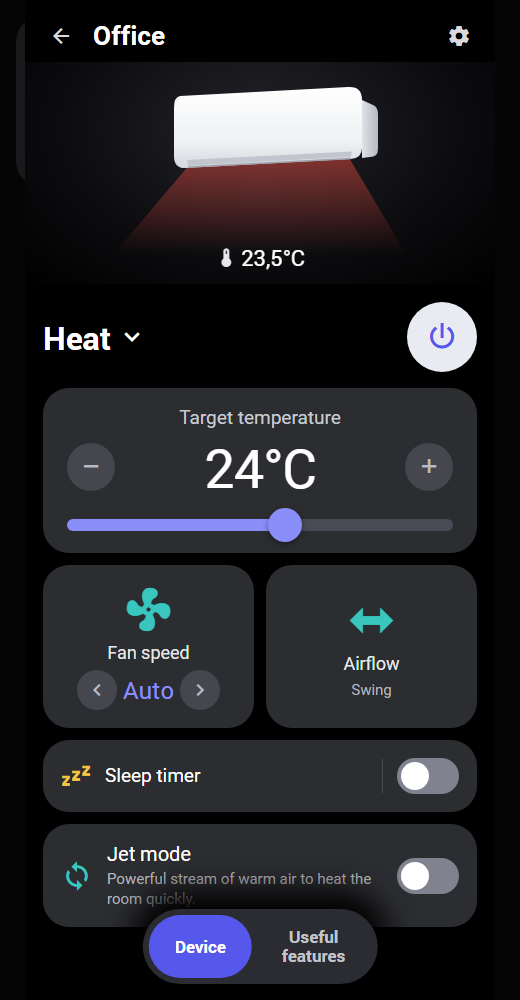 Office
23,5°C
Heat
Target temperature
24°C
Fan speed
Auto
Airflow
Swing
zzz
Sleep timer
Jet mode
Powerful stream of warm air to heat the
room quickly.
Device
Useful
features